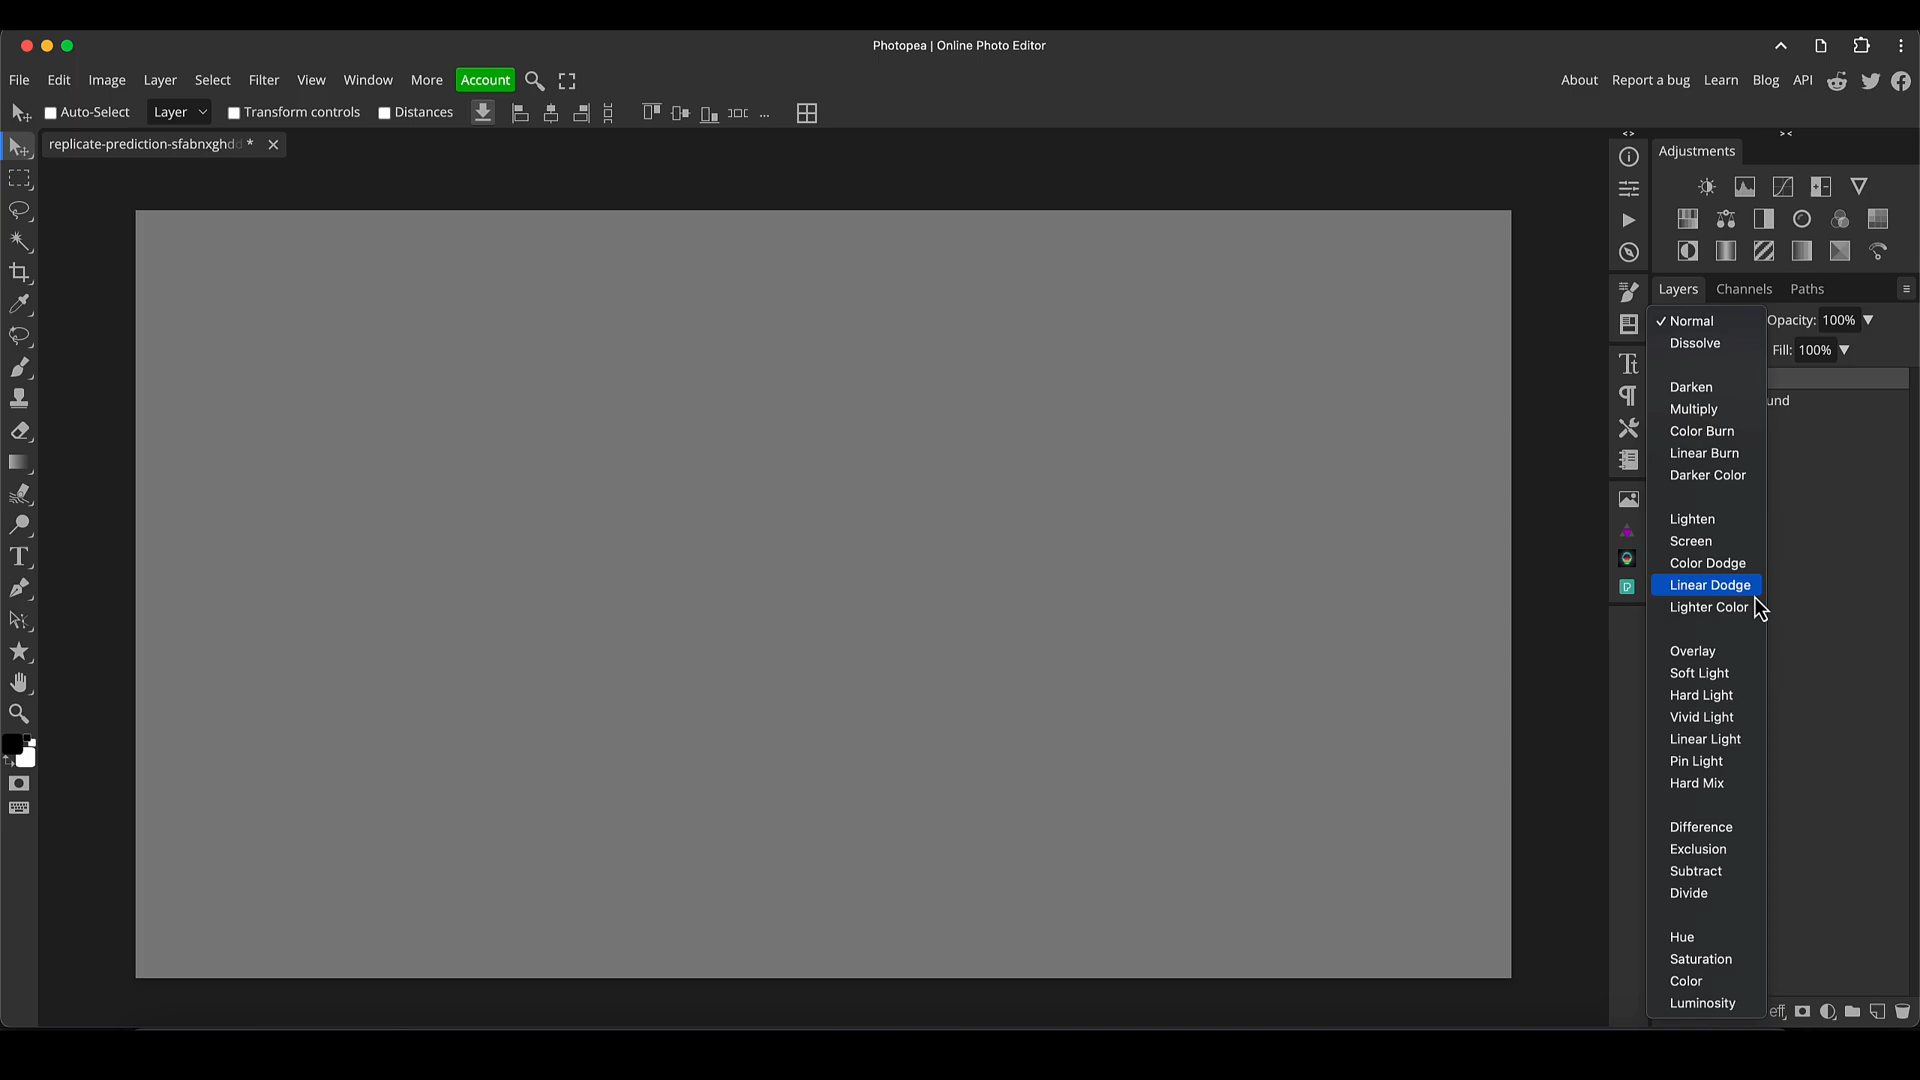 Photopea | Online Photo Editor
File Edit Image Layer Select Filter View Window More Account About Report a bug Learn Blog API
Auto-Select Layer Transform controls Distances ...
replicate-prediction-sfabnxghd *
Adjustments
Layers Channels Paths
Normal
Opacity: 100%
Dissolve
Fill: 100%
Darken
und
Multiply
Color Burn
Linear Burn
Darker Color
Lighten
Screen
Color Dodge
Linear Dodge
Lighter Color
Overlay
Soft Light
Hard Light
Vivid Light
Linear Light
Pin Light
Hard Mix
Difference
Exclusion
Subtract
Divide
Hue
Saturation
Color
Luminosity
eff